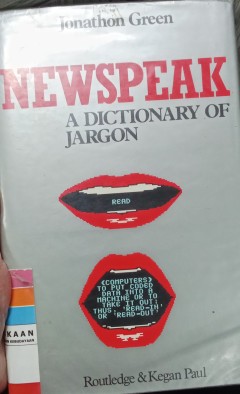 Jonathon Green
NEWSPEAK
A DICTIONARY OF
JARGON
READ
(COMPUTERS)
TO PUT CODED
DATA INTO A
MACHINE OR TO
TAKE IT OUT;
THUS 'READ-IN'
OR 'READ-OUT'
KAAN
Routledge & Kegan Paul